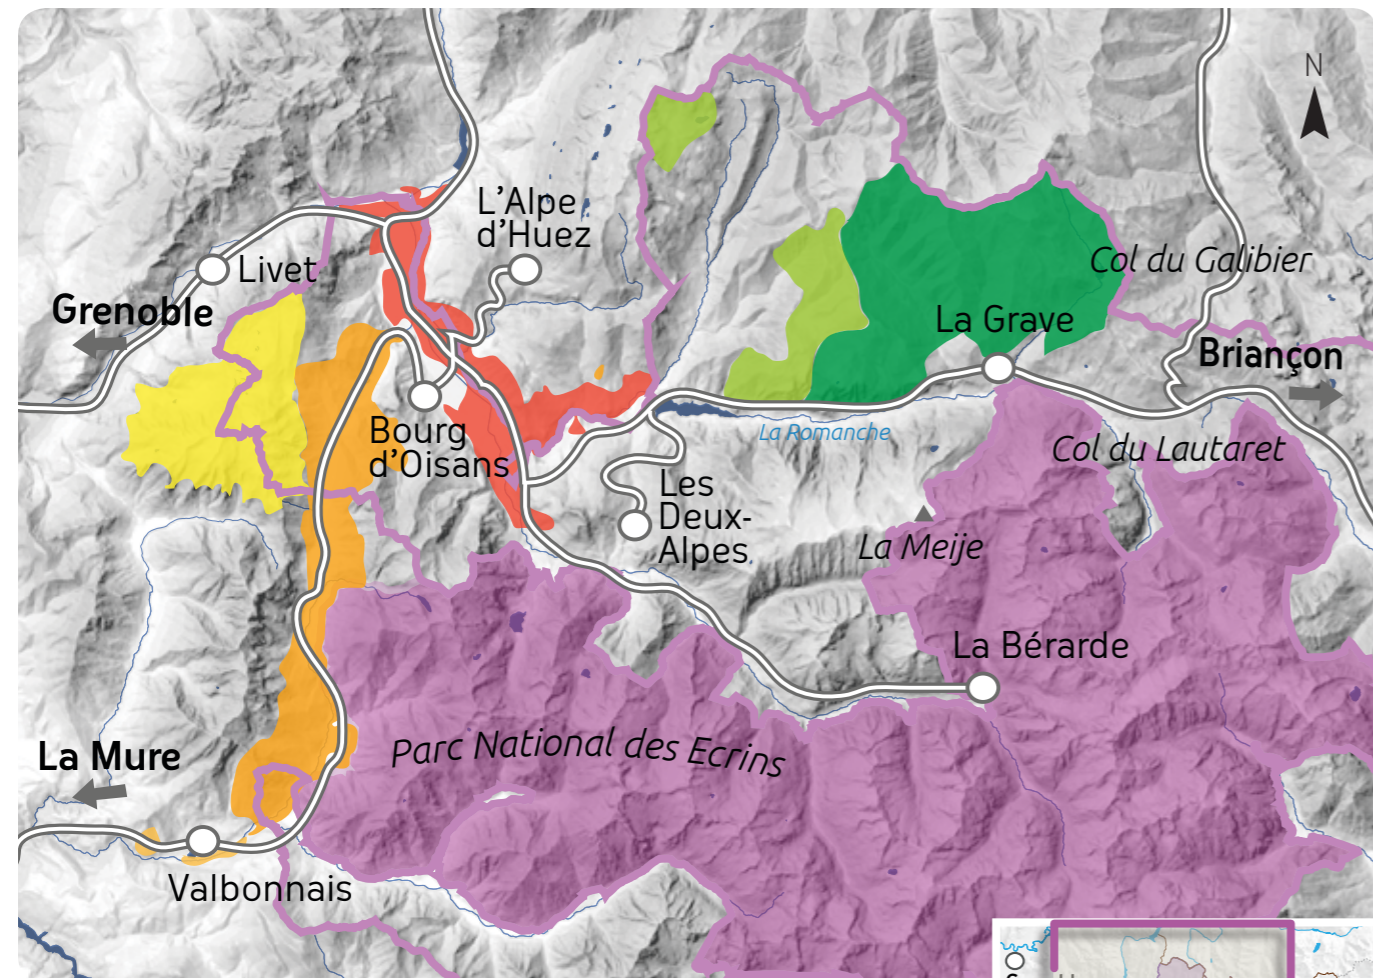 N
L'Alpe
d'Huez
Livet
Col du Galibier
Grenoble
La Grave
Briançon
Bourg
d'Oisans
La Romanche
Col du Lautaret
Les
Deux-
Alpes
La Meije
La Bérarde
Parc National des Ecrins
La Mure
Valbonnais